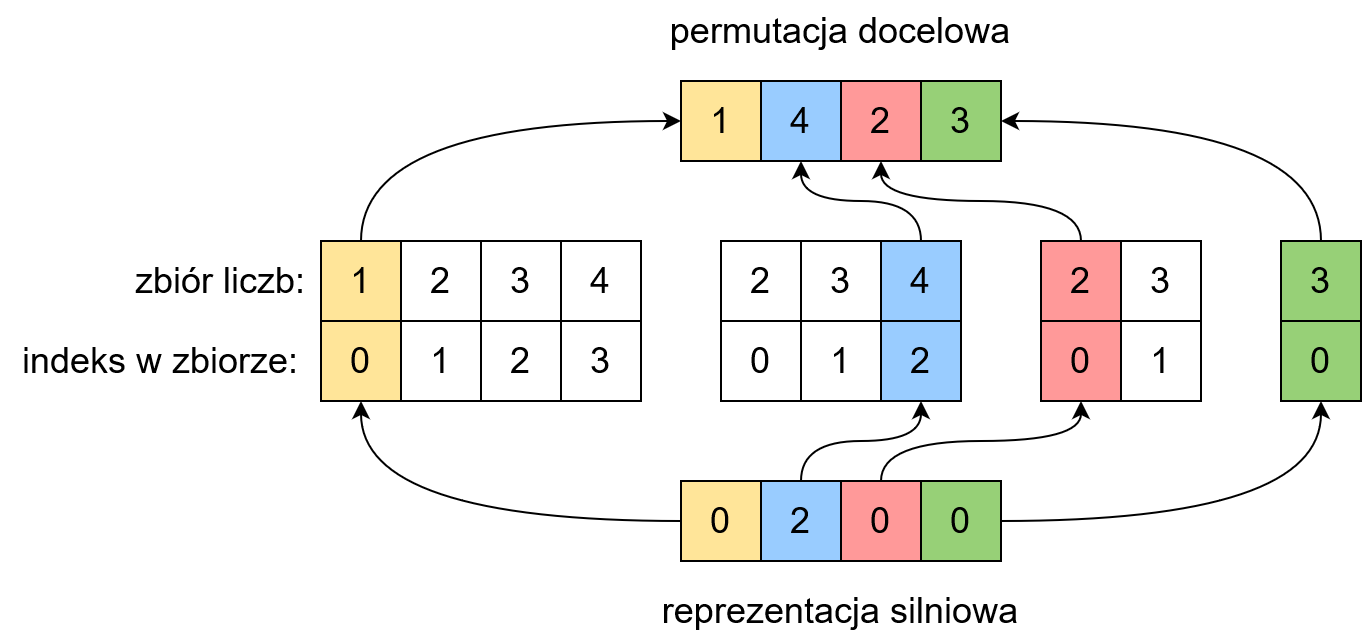 permutacja docelowa
1 4 2 3
zbiór liczb: 1 2 3 4 2 3 4 2 3 3
indeks w zbiorze: 0 1 2 3 0 1 2 0 1 0
0 2 0 0
reprezentacja silniowa